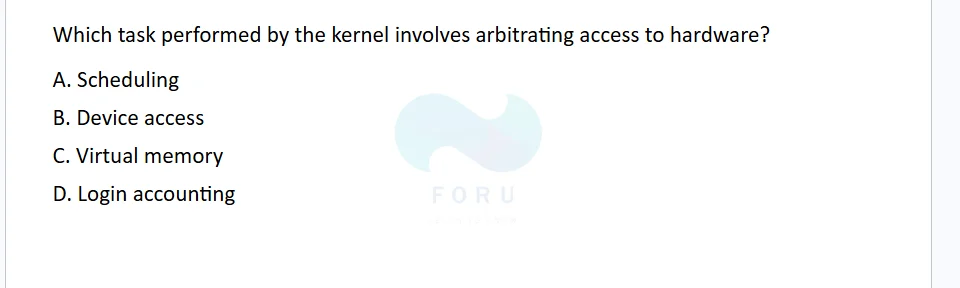 Which task performed by the kernel involves arbitrating access to hardware?
A. Scheduling
B. Device access
C. Virtual memory
D. Login accounting
FORU